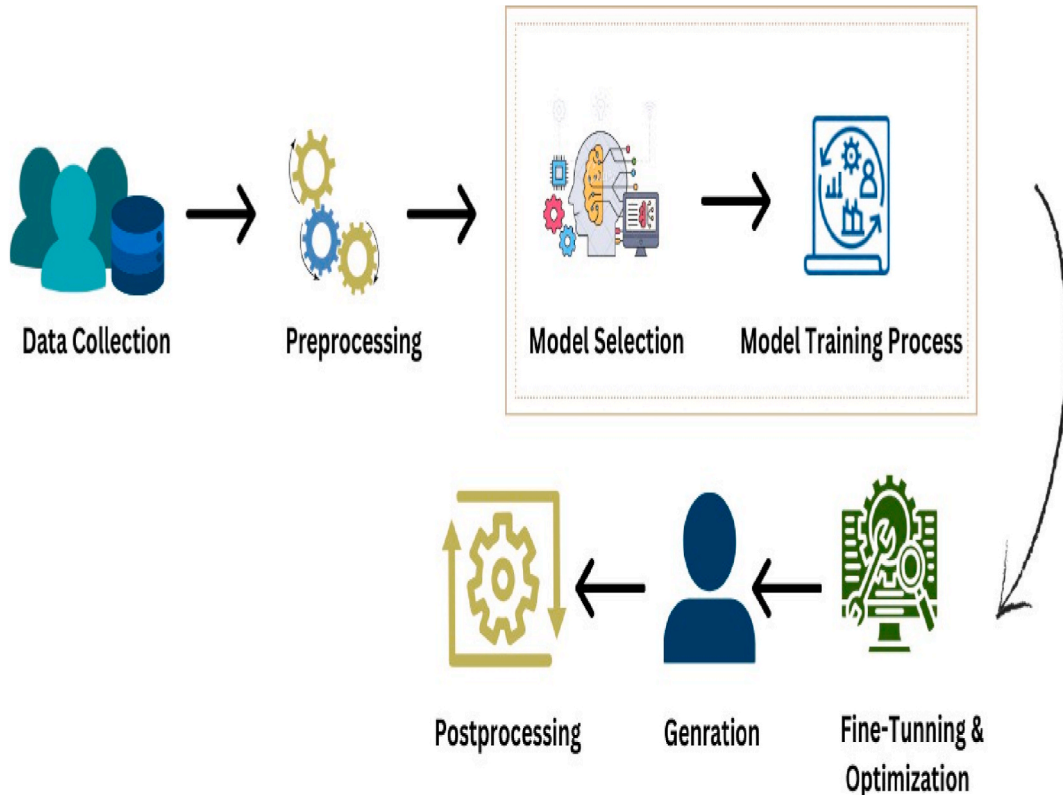 Data Collection
Preprocessing
Model Selection
Model Training Process
Postprocessing
Genration
Fine-Tunning &
Optimization